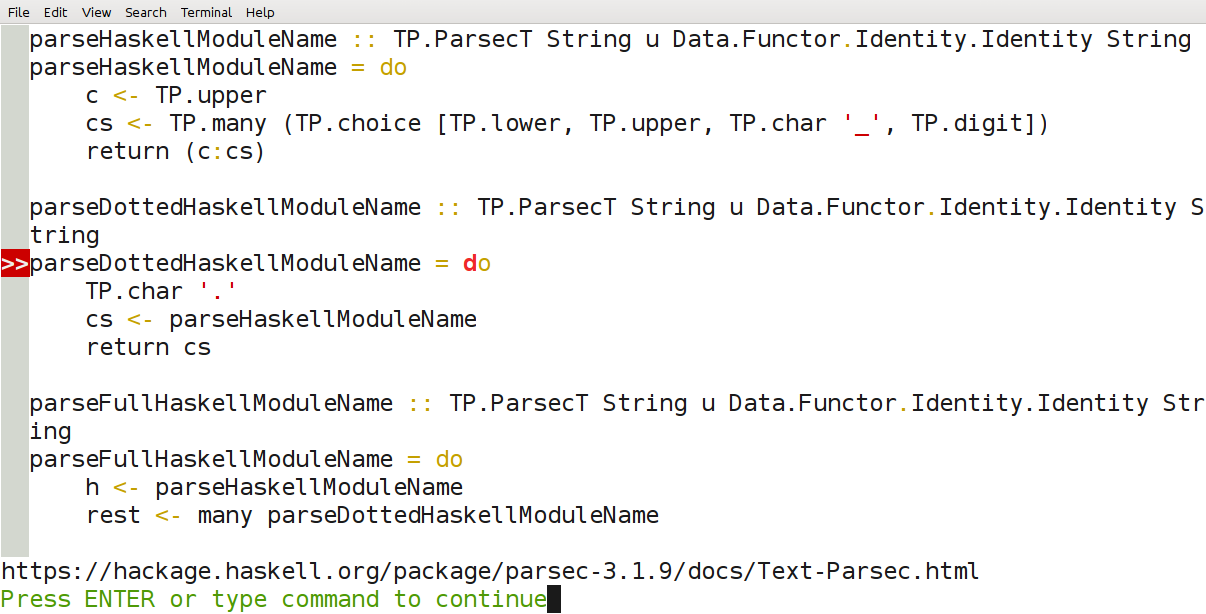 File Edit View Search Terminal Help
parseHaskellModuleName :: TP.ParsecT String u Data.Functor.Identity.Identity String
parseHaskellModuleName = do
    c <- TP.upper
    cs <- TP.many (TP.choice [TP.lower, TP.upper, TP.char '_', TP.digit])
    return (c:cs)

parseDottedHaskellModuleName :: TP.ParsecT String u Data.Functor.Identity.Identity S
tring
>>parseDottedHaskellModuleName = do
    TP.char '.'
    cs <- parseHaskellModuleName
    return cs

parseFullHaskellModuleName :: TP.ParsecT String u Data.Functor.Identity.Identity Str
ing
parseFullHaskellModuleName = do
    h <- parseHaskellModuleName
    rest <- many parseDottedHaskellModuleName

https://hackage.haskell.org/package/parsec-3.1.9/docs/Text-Parsec.html
Press ENTER or type command to continue